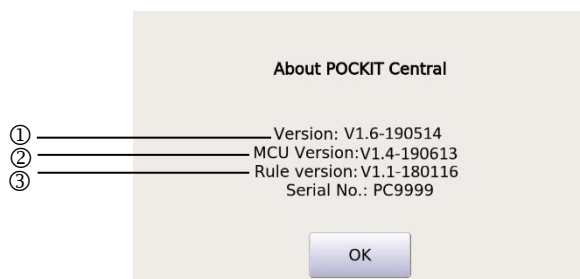 About POCKIT Central
① Version: V1.6-190514
② MCU Version:V1.4-190613
③ Rule version:V1.1-180116
Serial No.: PC9999
OK